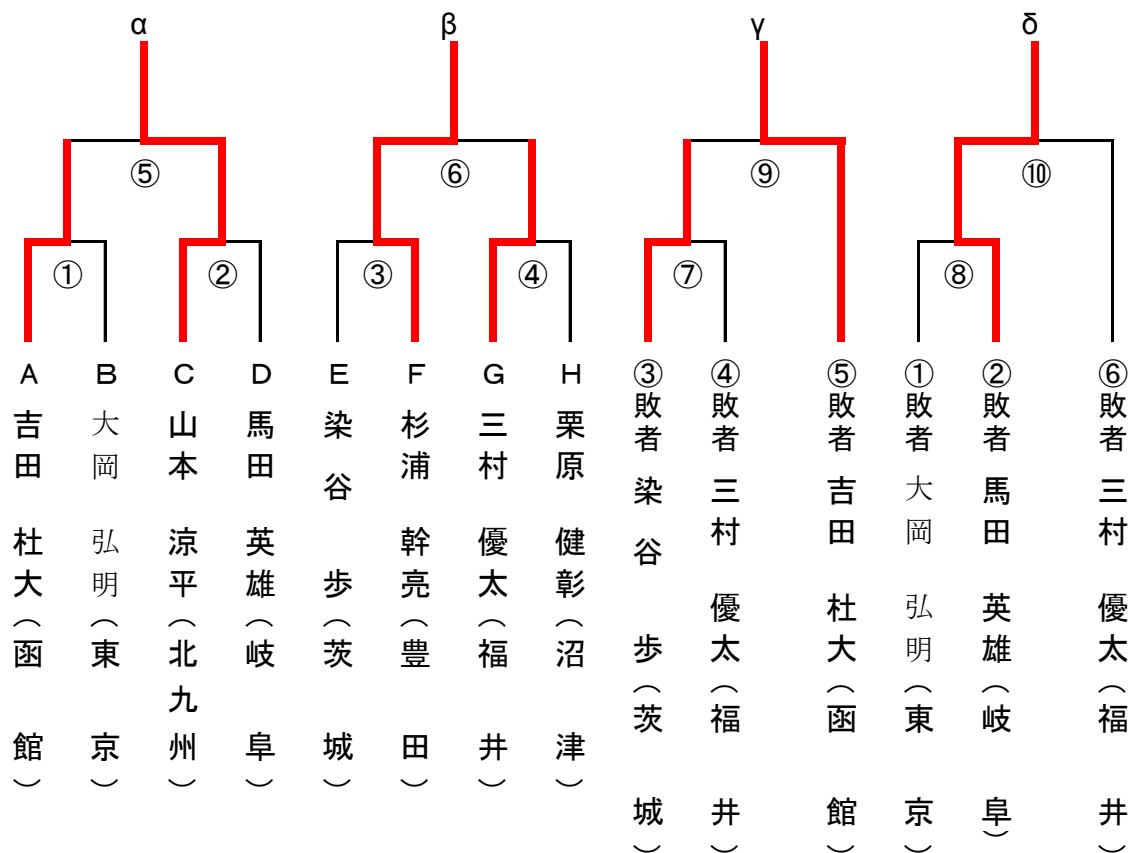 α
β
γ
δ
⑤
⑥
⑨
⑩
①
②
③
④
⑦
⑧
A 吉田 杜大(函館)
B 大岡 弘明(東京)
C 山本 涼平(北九州)
D 馬田 英雄(岐阜)
E 染谷 歩(茨城)
F 杉浦 幹亮(豊田)
G 三村 優太(福井)
H 栗原 健彰(沼津)
③敗者 染谷 歩(茨城)
④敗者 三村 優太(福井)
⑤敗者 吉田 杜大(函館)
①敗者 大岡 弘明(東京)
②敗者 馬田 英雄(岐阜)
⑥敗者 三村 優太(福井)